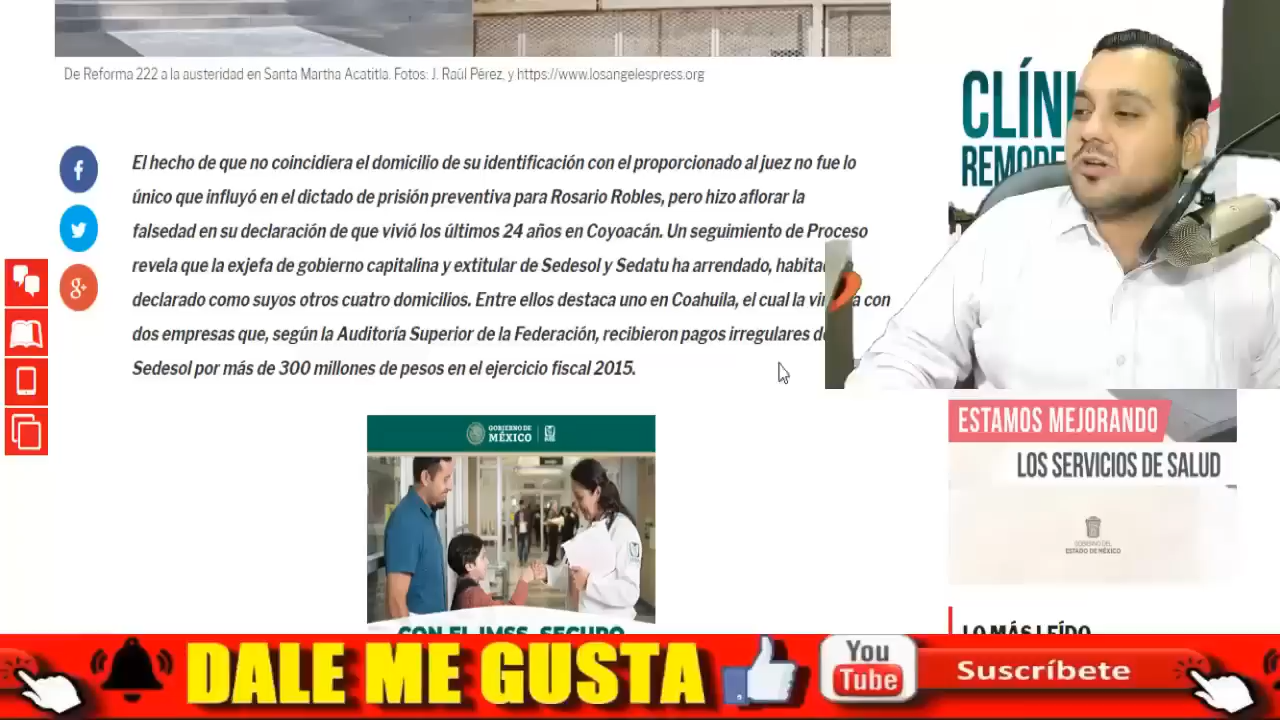 De Reforma 222 a la austeridad en Santa Martha Acatitla. Fotos: J. Raúl Pérez, y https://www.losangelespress.org
El hecho de que no coincidiera el domicilio de su identificación con el proporcionado al juez no fue lo
único que influyó en el dictado de prisión preventiva para Rosario Robles, pero hizo aflorar la
falsedad en su declaración de que vivió los últimos 24 años en Coyoacán. Un seguimiento de Proceso
revela que la exjefa de gobierno capitalina y extitular de Sedesol y Sedatu ha arrendado,
declarado como suyos otros cuatro domicilios. Entre ellos destaca uno en Coahuila, el cual la con
dos empresas que, según la Auditoría Superior de la Federación, recibieron pagos irregulares
Sedesol por más de 300 millones de pesos en el ejercicio fiscal 2015.
GOBIERNO DE
MÉXICO
CON EL IMSS, SEGURO
ESTAMOS MEJORANDO
LOS SERVICIOS DE SALUD
GOBIERNO DEL
ESTADO DE MÉXICO
LO MÁS LEÍDO
DALE ME GUSTA
You
Tube
Suscríbete